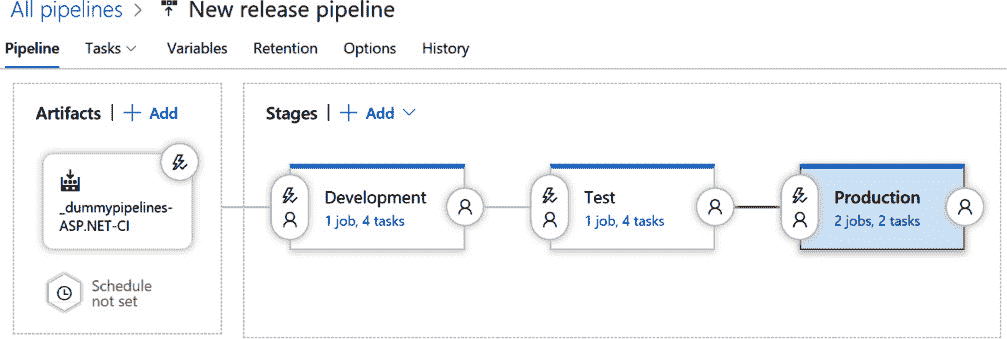 All pipelines > New release pipeline
Pipeline Tasks Variables Retention Options History
Artifacts | + Add
Stages | + Add
_dummypipelines-
ASP.NET-CI
Schedule
not set
Development
1 job, 4 tasks
Test
1 job, 4 tasks
Production
2 jobs, 2 tasks